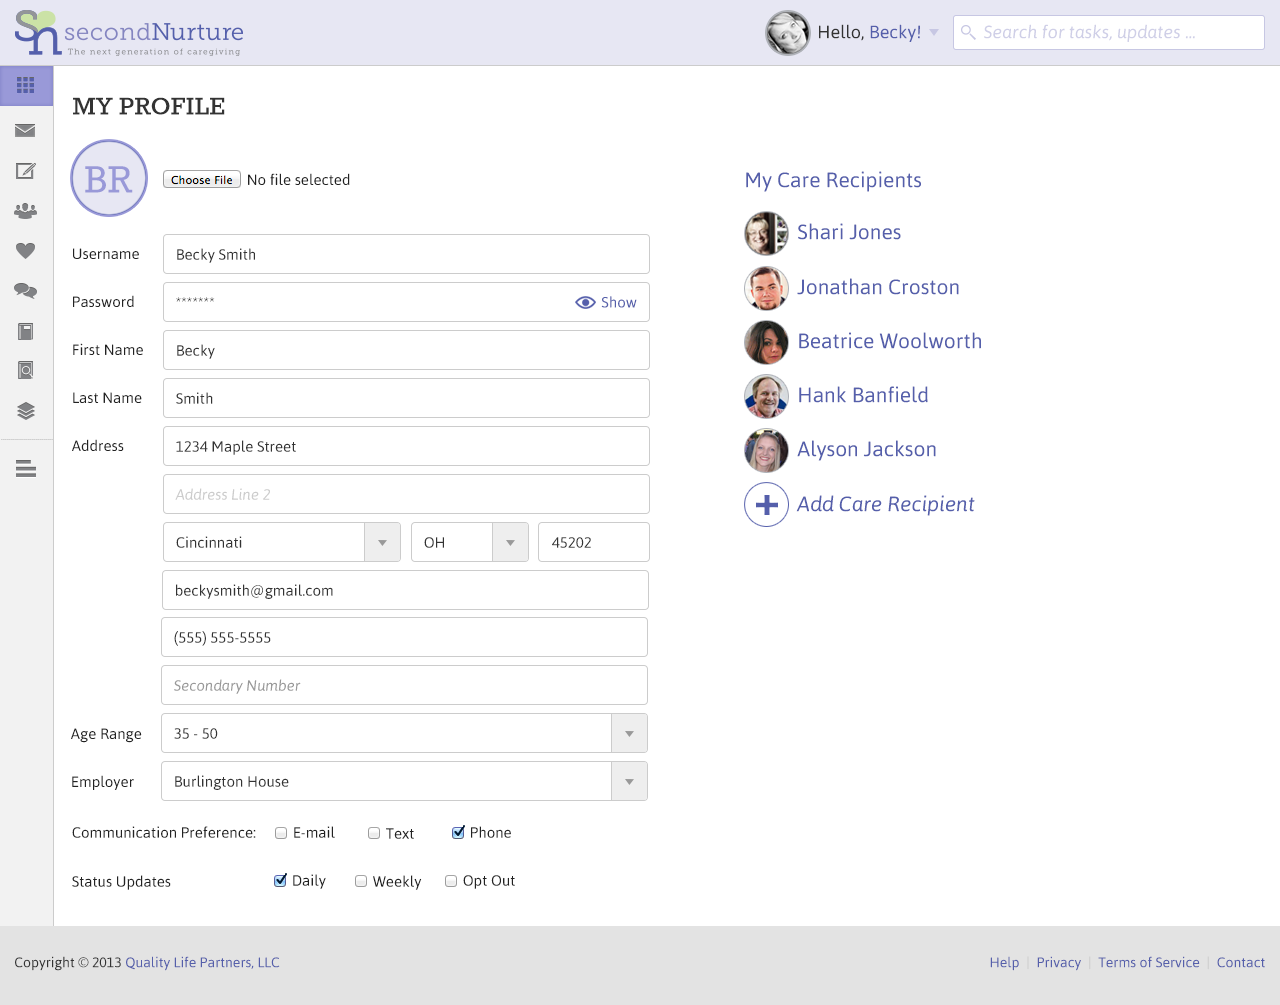 Sn secondNurture
The next generation of caregiving
Hello, Becky!
Search for tasks, updates ...
MY PROFILE
BR
Choose File No file selected
Username Becky Smith
Password ******* Show
First Name Becky
Last Name Smith
Address 1234 Maple Street
Address Line 2
Cincinnati OH 45202
beckysmith@gmail.com
(555) 555-5555
Secondary Number
Age Range 35 - 50
Employer Burlington House
Communication Preference: E-mail Text Phone
Status Updates Daily Weekly Opt Out
My Care Recipients
Shari Jones
Jonathan Croston
Beatrice Woolworth
Hank Banfield
Alyson Jackson
Add Care Recipient
Copyright © 2013 Quality Life Partners, LLC
Help | Privacy | Terms of Service | Contact